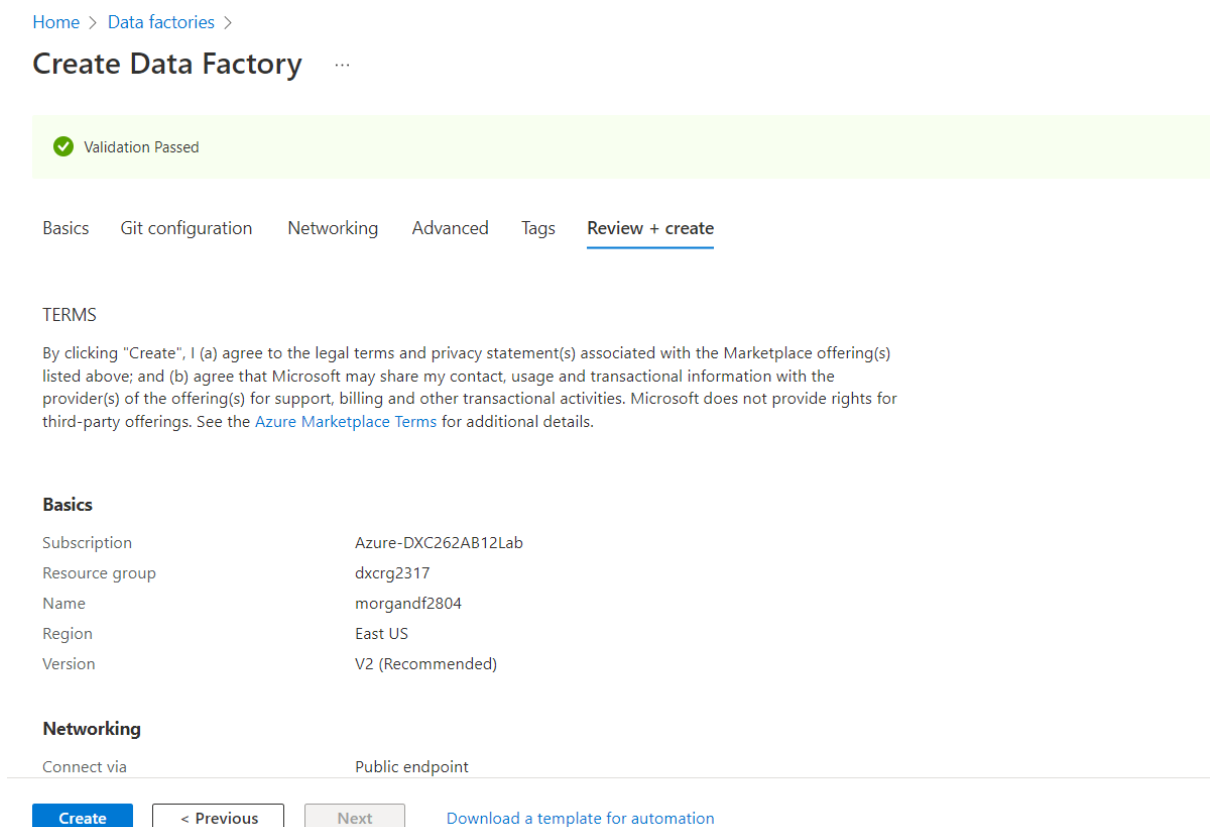 Home > Data factories >
Create Data Factory ...
Validation Passed
Basics Git configuration Networking Advanced Tags Review + create
TERMS
By clicking "Create", I (a) agree to the legal terms and privacy statement(s) associated with the Marketplace offering(s)
listed above; and (b) agree that Microsoft may share my contact, usage and transactional information with the
provider(s) of the offering(s) for support, billing and other transactional activities. Microsoft does not provide rights for
third-party offerings. See the Azure Marketplace Terms for additional details.
Basics
Subscription Azure-DXC262AB12Lab
Resource group dxcrg2317
Name morgandf2804
Region East US
Version V2 (Recommended)
Networking
Connect via Public endpoint
Create < Previous Next Download a template for automation